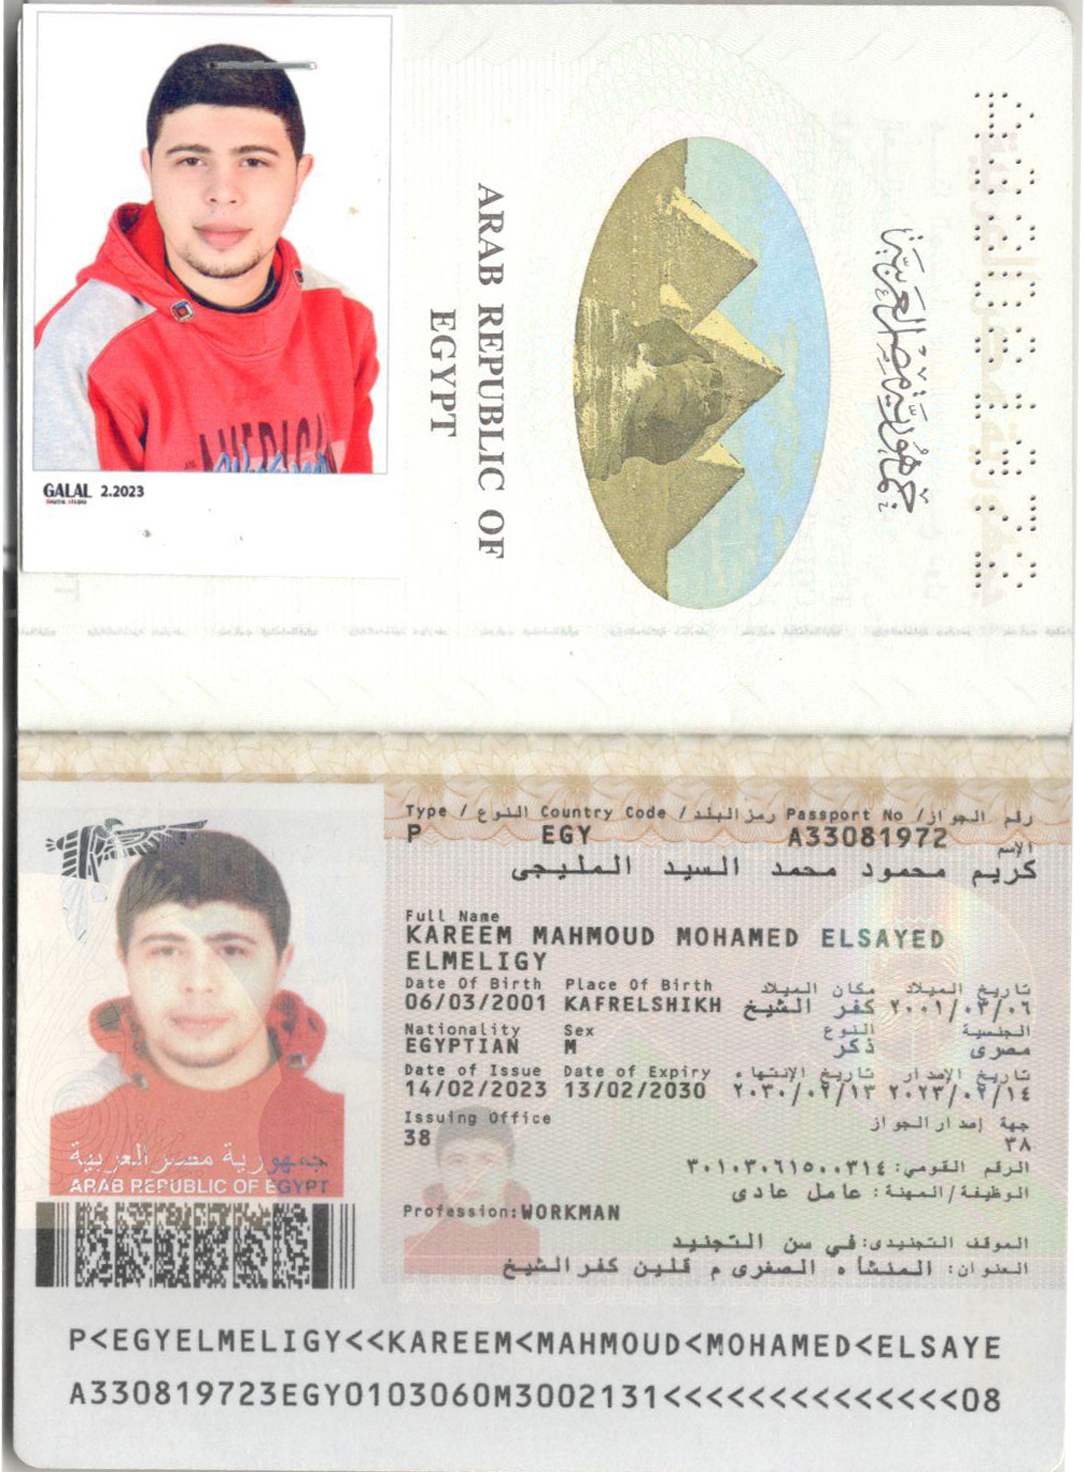 GALAL 2.2023
DIGITAL STUDIO
ARAB REPUBLIC OF
EGYPT
جمهورية مصر العربية
Type / النوع Country Code / رمز البلد Passport No / رقم الجواز
P EGY A33081972
الإسم
كريم محمود محمد السيد المليجى
Full Name
KAREEM MAHMOUD MOHAMED ELSAYED
ELMELIGY
Date Of Birth Place Of Birth مكان الميلاد تاريخ الميلاد
06/03/2001 KAFRELSHIKH كفر الشيخ ٢٠٠١/٠٣/٠٦
Nationality Sex النوع الجنسية
EGYPTIAN M ذكر مصرى
Date of Issue Date of Expiry تاريخ الإنتهاء تاريخ الإصدار
14/02/2023 13/02/2030 ٢٠٣٠/٠٢/١٣ ٢٠٢٣/٠٢/١٤
Issuing Office جهة إصدار الجواز
38 ٣٨
الرقم القومى: ٣٠١٠٣٠٦١٥٠٠٣١٤
الوظيفة/المهنة: عامل عادى
Profession:WORKMAN
الموقف التجنيدى: في سن التجنيد
العنوان: المنشأه الصغرى م قلين كفر الشيخ
جمهورية مصر العربية
ARAB REPUBLIC OF EGYPT
P<EGYELMELIGY<<KAREEM<MAHMOUD<MOHAMED<ELSAYE
A330819723EGY0103060M3002131<<<<<<<<<<<<<<08